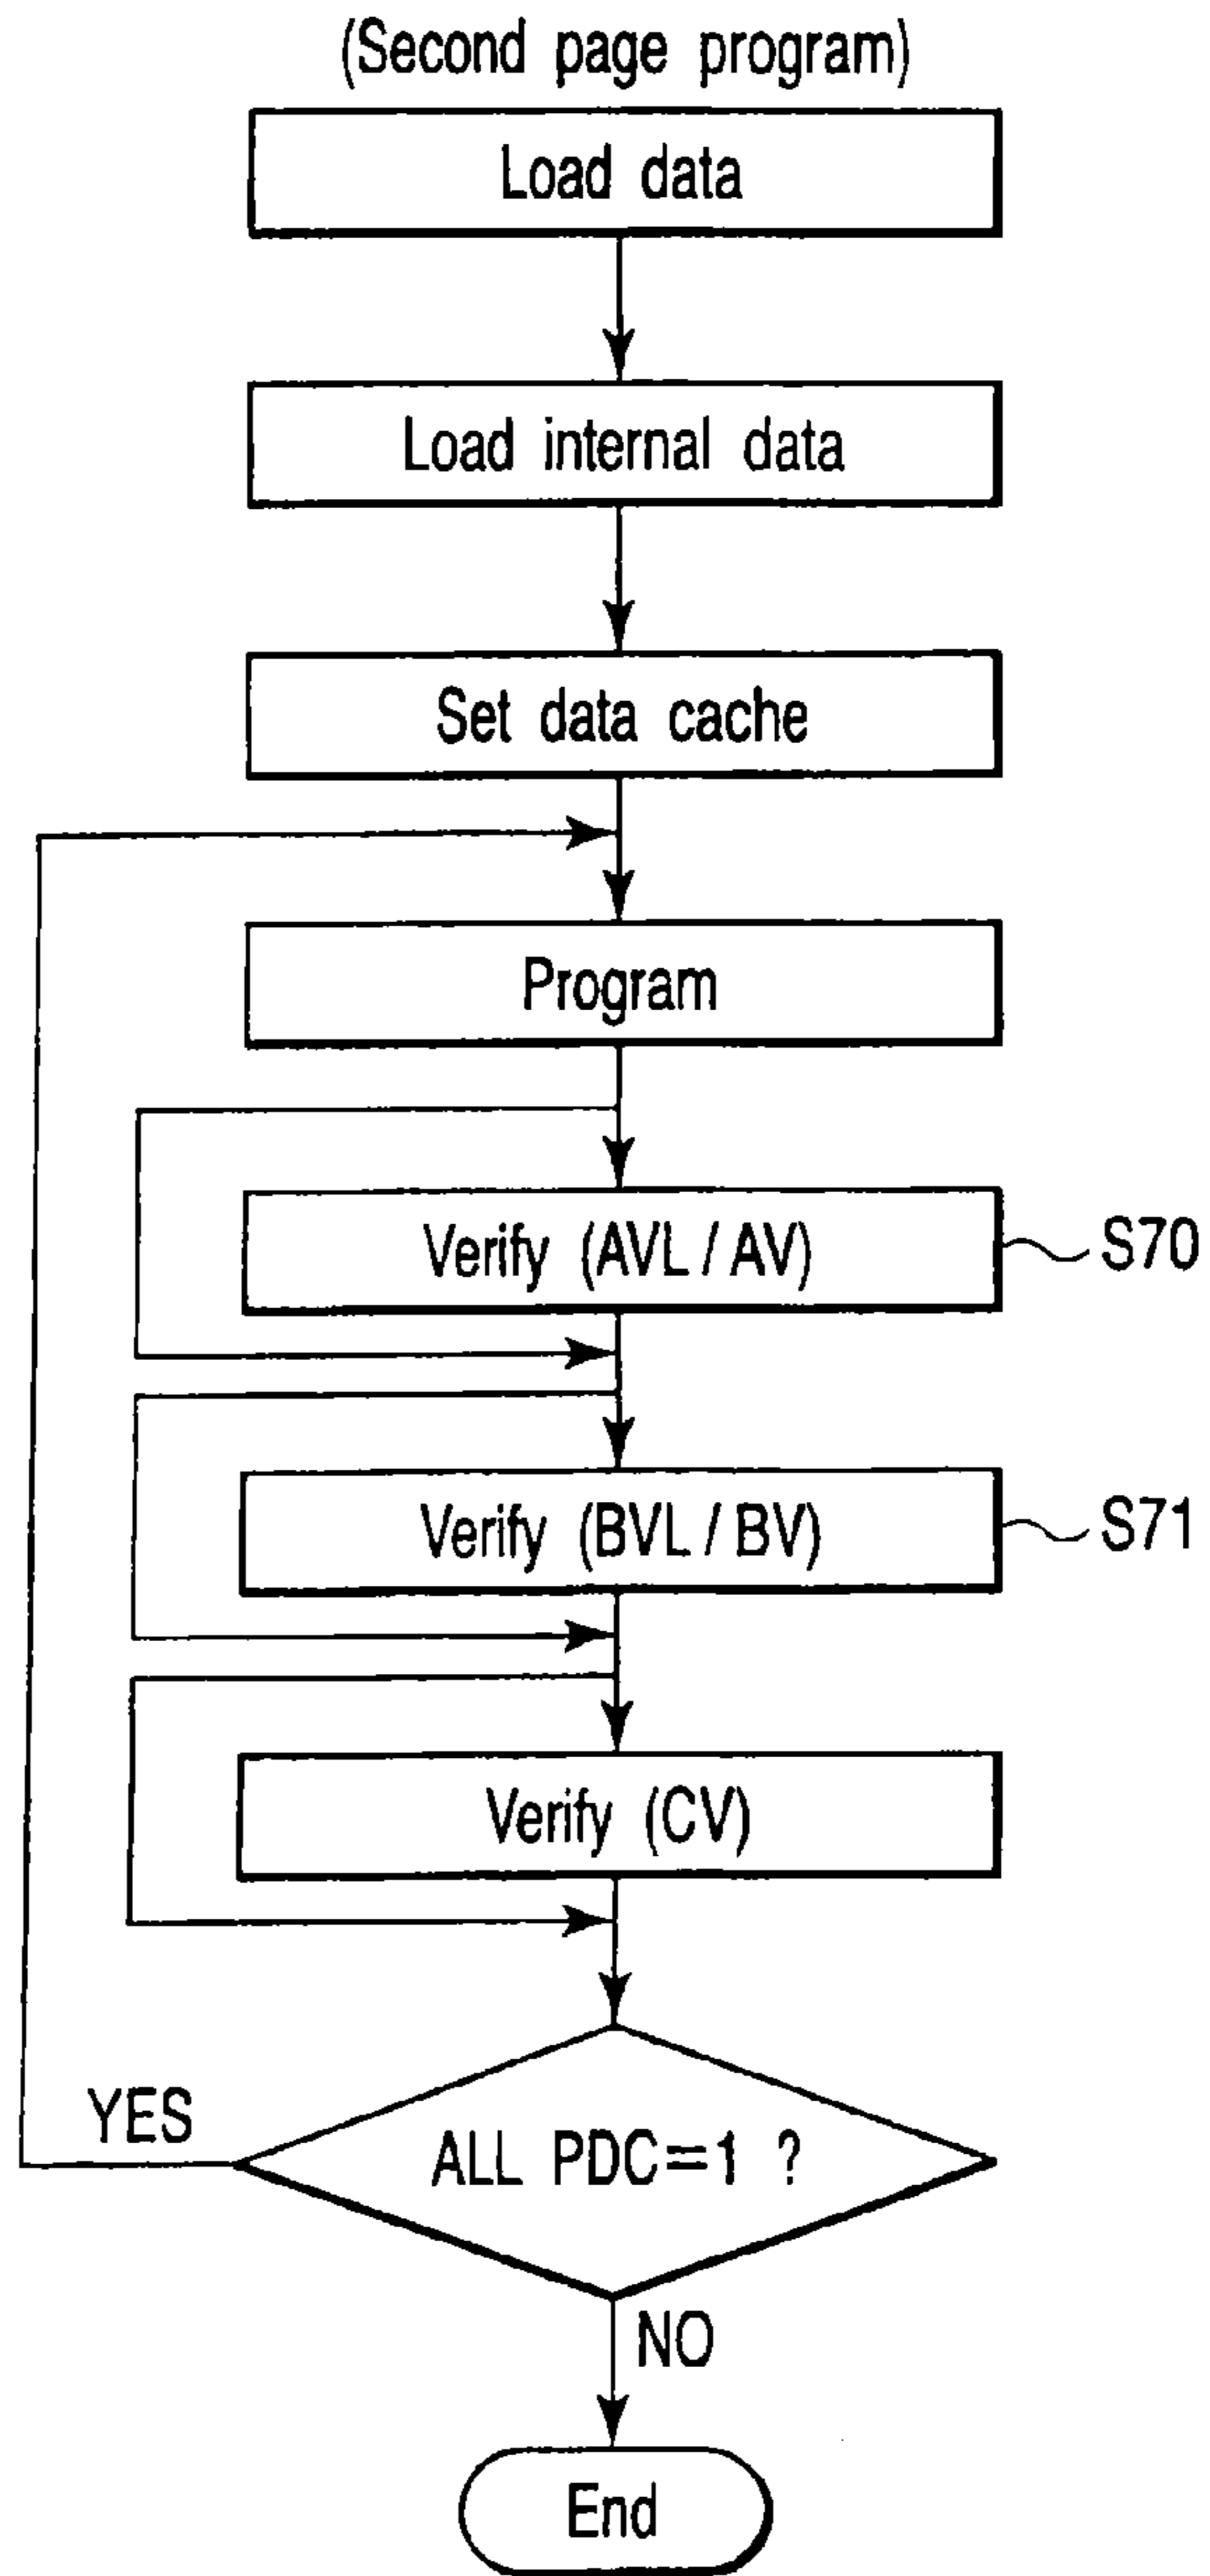 (Second page program)
Load data
Load internal data
Set data cache
Program
Verify (AVL / AV)
S70
Verify (BVL / BV)
S71
Verify (CV)
YES
ALL PDC=1 ?
NO
End